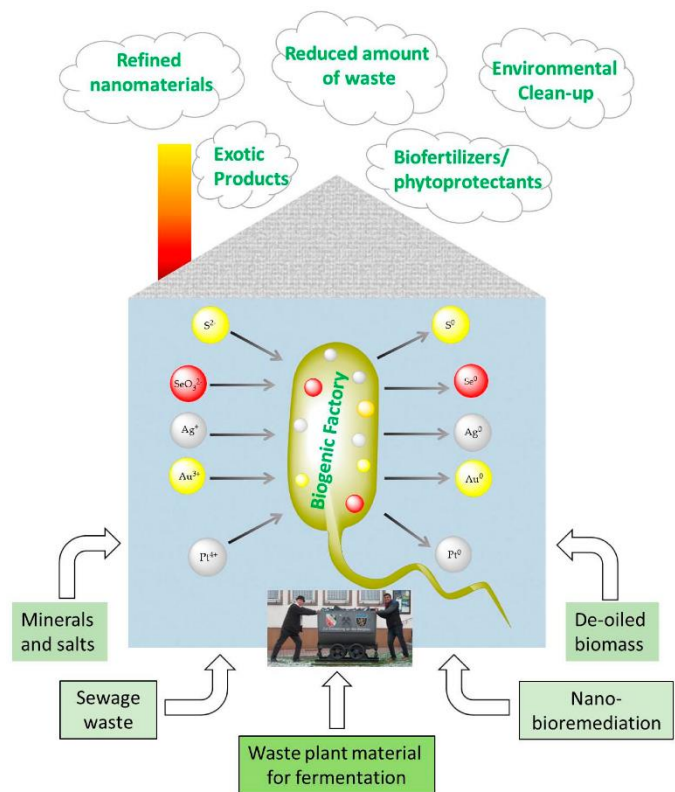 Refined
nanomaterials
Reduced amount
of waste
Environmental
Clean-up
Exotic
Products
Biofertilizers/
phytoprotectants
S²⁻
S⁰
SeO₃²⁻
Se⁰
Ag⁺
Ag⁰
Au³⁺
Au⁰
Pt⁴⁺
Pt⁰
Biogenic Factory
Minerals
and salts
De-oiled
biomass
Sewage
waste
Nano-
bioremediation
Waste plant material
for fermentation